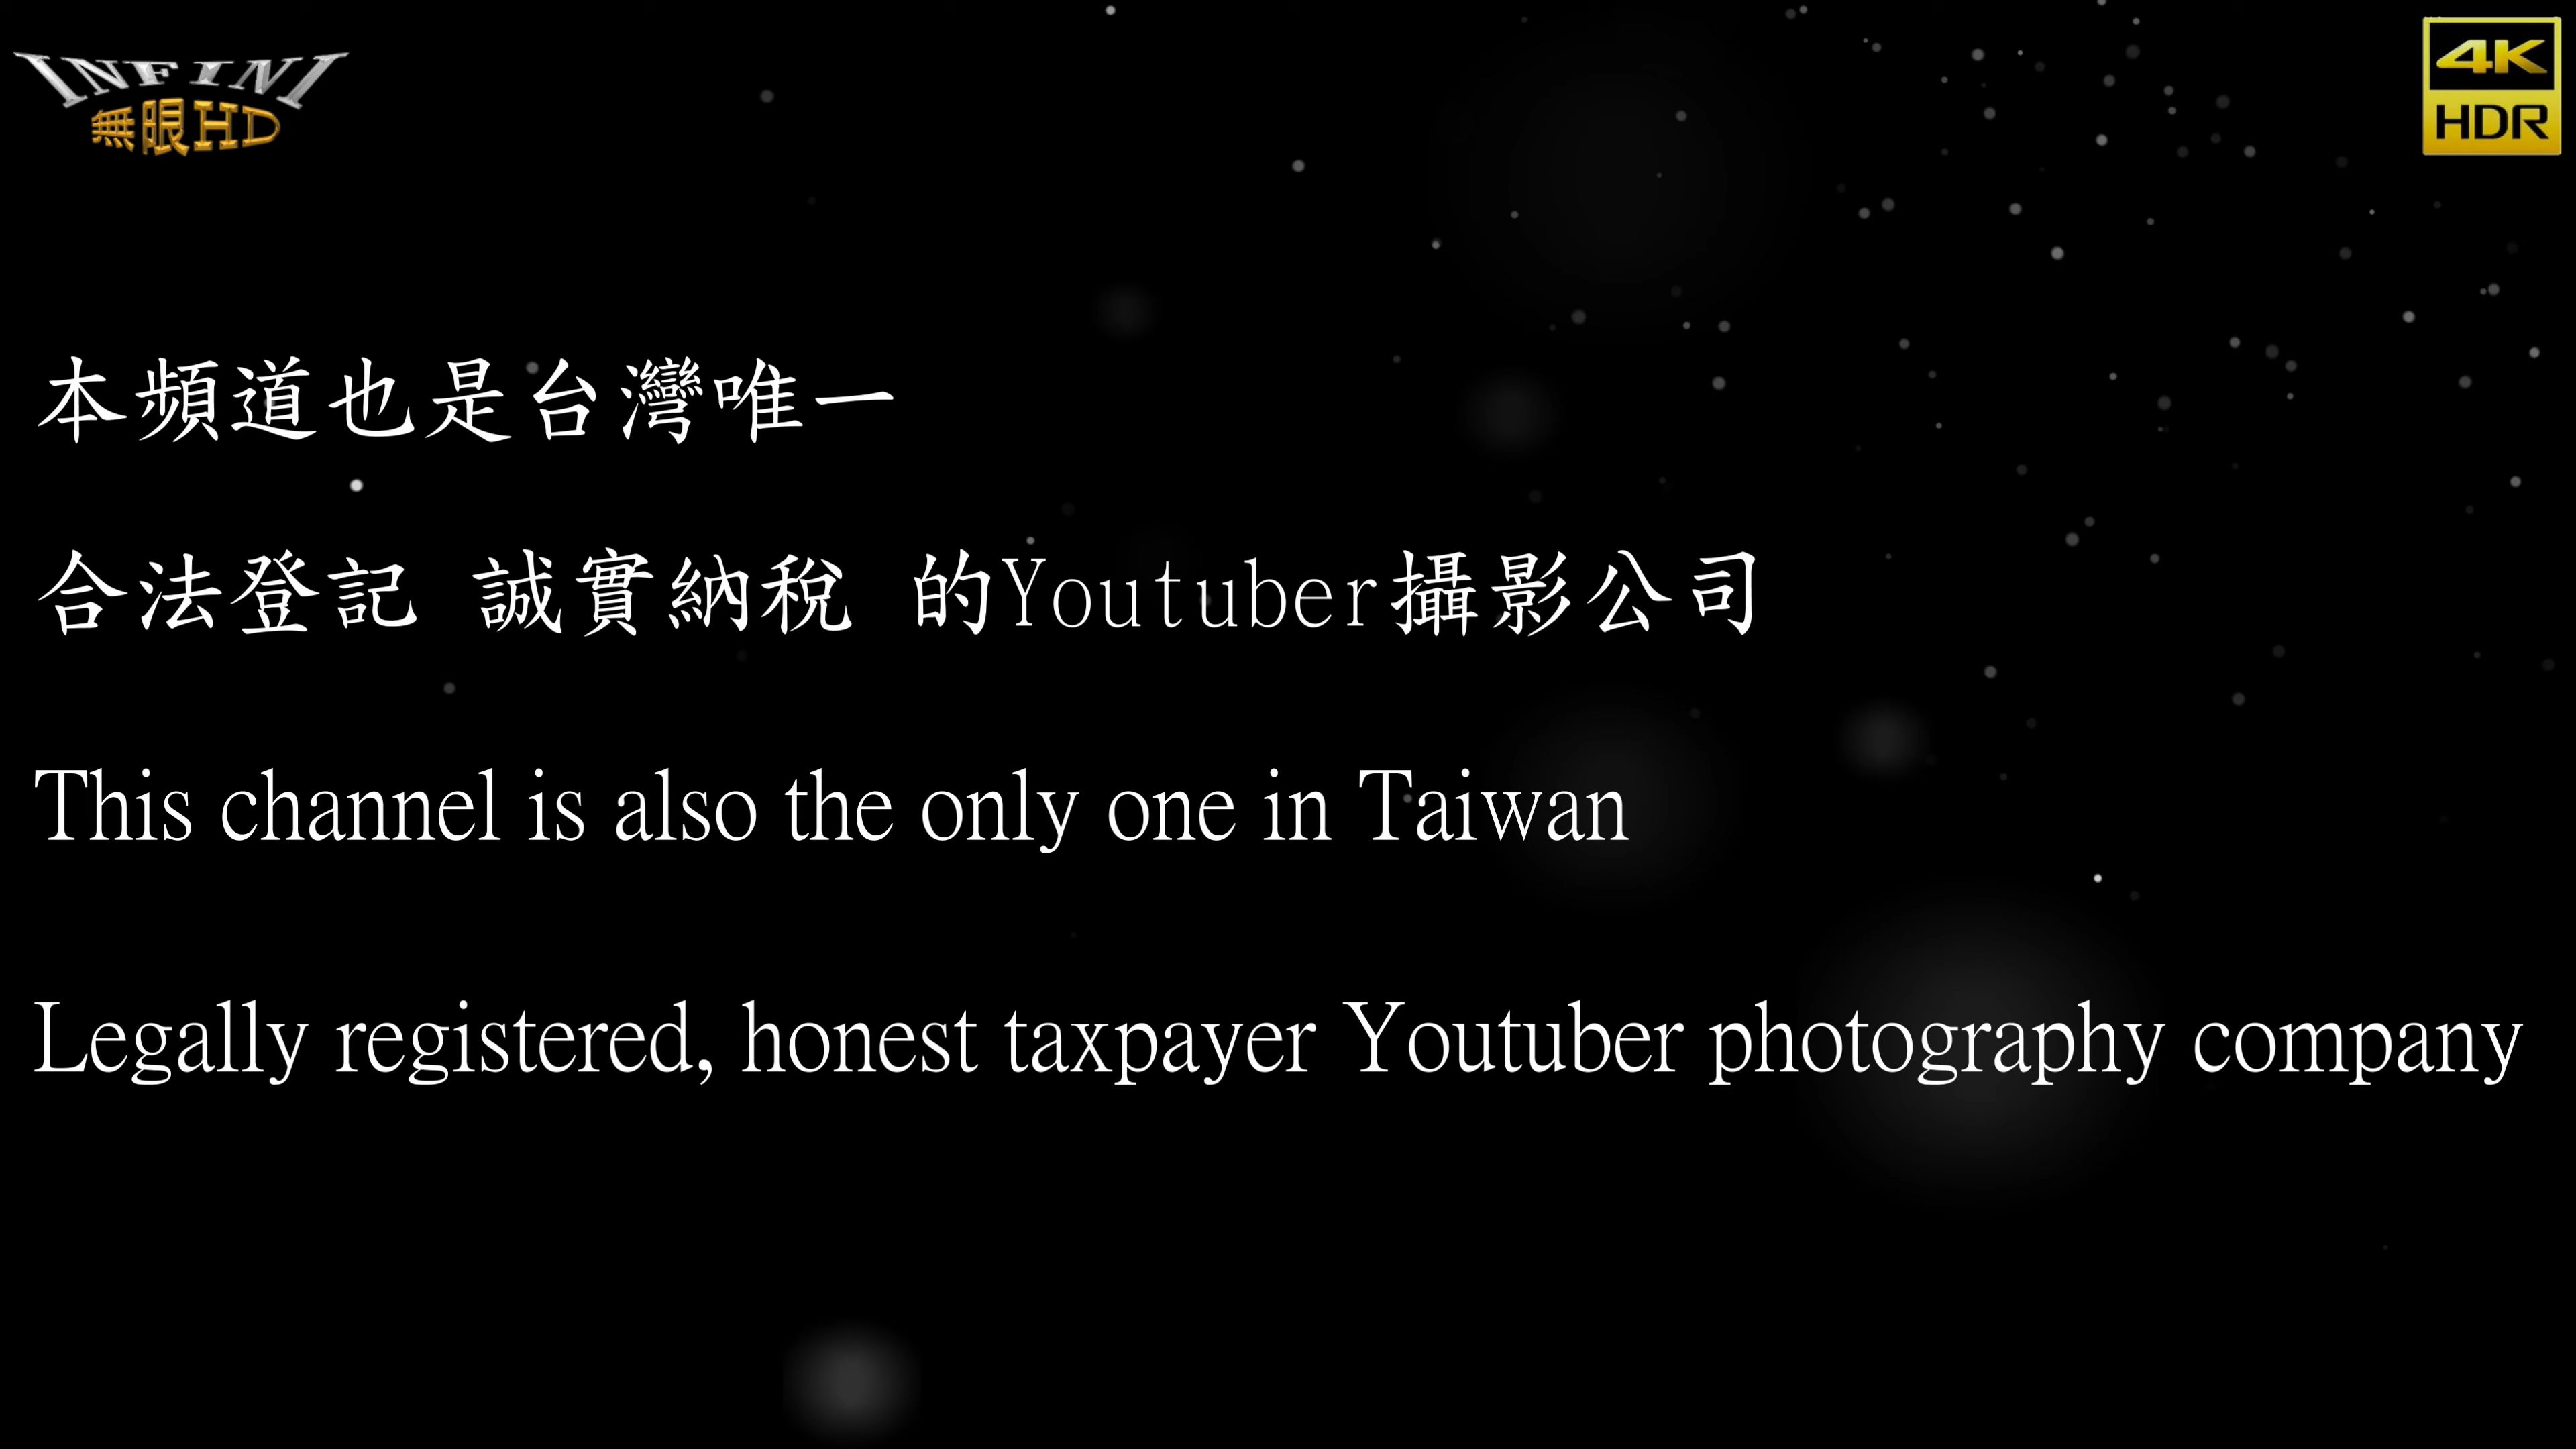 INFINI
無限HD
4K
HDR
本頻道也是台灣唯一
合法登記 誠實納稅 的Youtuber攝影公司
This channel is also the only one in Taiwan
Legally registered, honest taxpayer Youtuber photography company